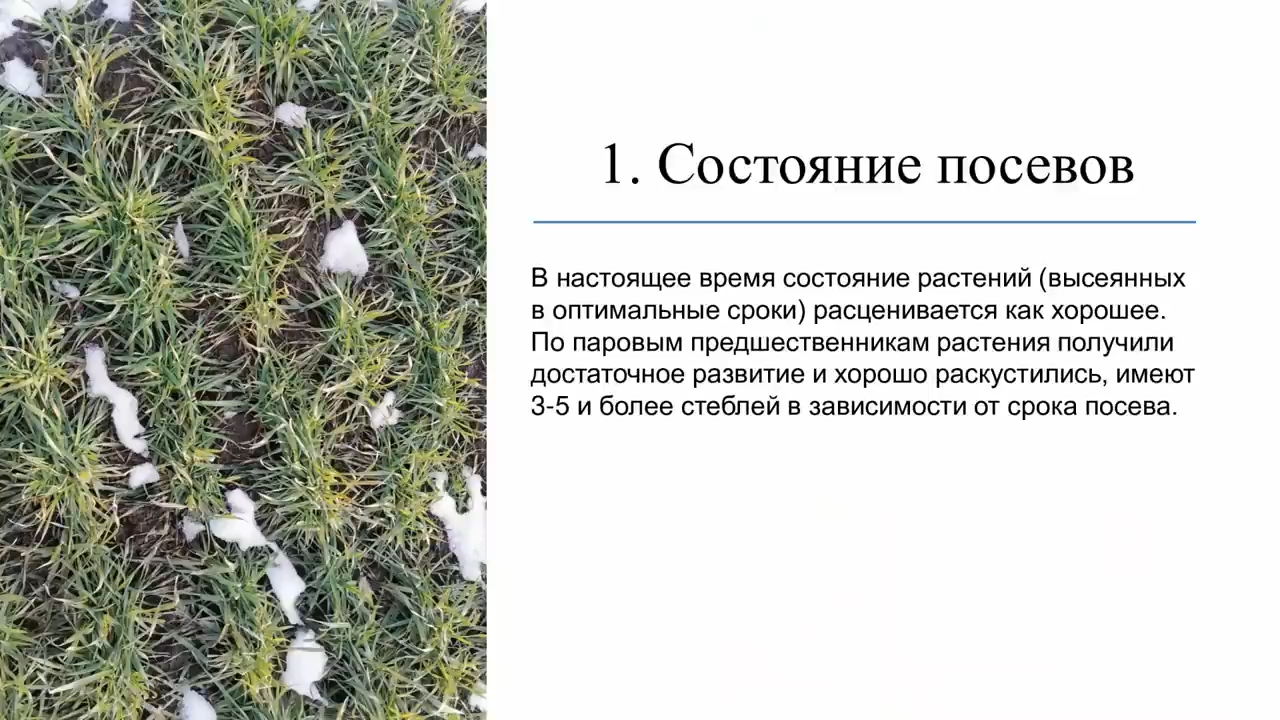 1. Состояние посевов
В настоящее время состояние растений (высеянных
в оптимальные сроки) расценивается как хорошее.
По паровым предшественникам растения получили
достаточное развитие и хорошо раскустились, имеют
3-5 и более стеблей в зависимости от срока посева.